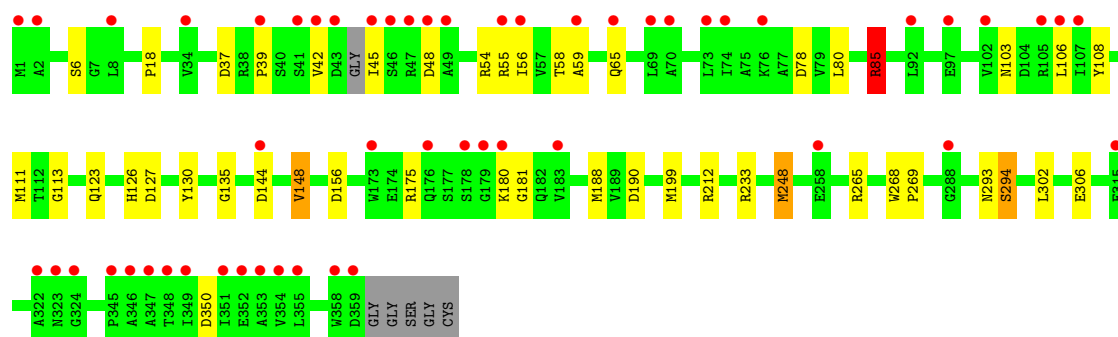 M1 A2 L8 V34 D37 R38 P39 S40 S41 V42 D43 GLY I45 S46 R47 D48 A49 R54 R55 I56 V57 T58 A59 Q65 L69 A70 L73 I74 A75 K76 A77 D78 V79 L80 R85 L92 E97 V102 N103 D104 R105 L106 I107 Y108
S6 G7 P18
M111 T112 G113 Q123 H126 D127 Y130 G135 D144 V148 D156 W173 E174 R175 Q176 S177 S178 G179 K180 G181 Q182 V183 M188 V189 D190 M199 R212 R233 M248 E258 R265 W268 P269 G288 N293 S294 L302 E306
A322 N323 G324 P345 A346 A347 T348 I349 D350 I351 E352 A353 V354 L355 W358 D359 GLY GLY SER GLY CYS